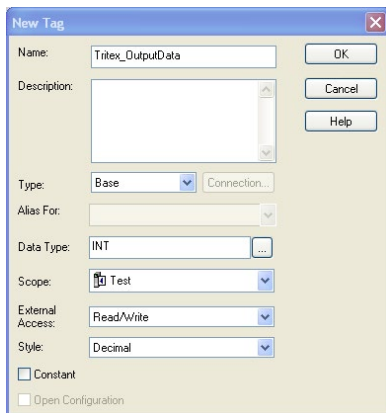 New Tag
Name: Tritex_OutputData OK
Description: Cancel
Help
Type: Base Connection...
Alias For:
Data Type: INT ...
Scope: Test
External Access: Read/Write
Style: Decimal
Constant
Open Configuration